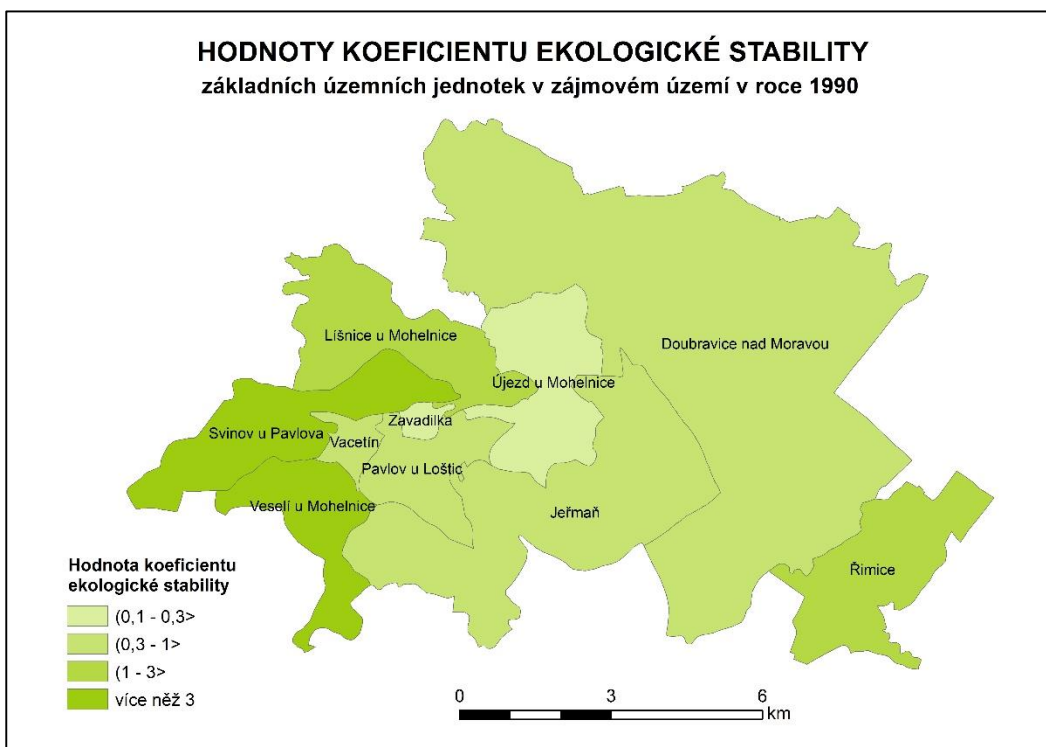 HODNOTY KOEFICIENTU EKOLOGICKÉ STABILITY
základních územních jednotek v zájmovém území v roce 1990
Líšnice u Mohelnice
Doubravice nad Moravou
Újezd u Mohelnice
Zavadilka
Svinov u Pavlova
Vacetín
Pavlov u Loštic
Veselí u Mohelnice
Jeřmaň
Řimice
Hodnota koeficientu
ekologické stability
(0,1 - 0,3>
(0,3 - 1>
(1 - 3>
více něž 3
0 3 6
km